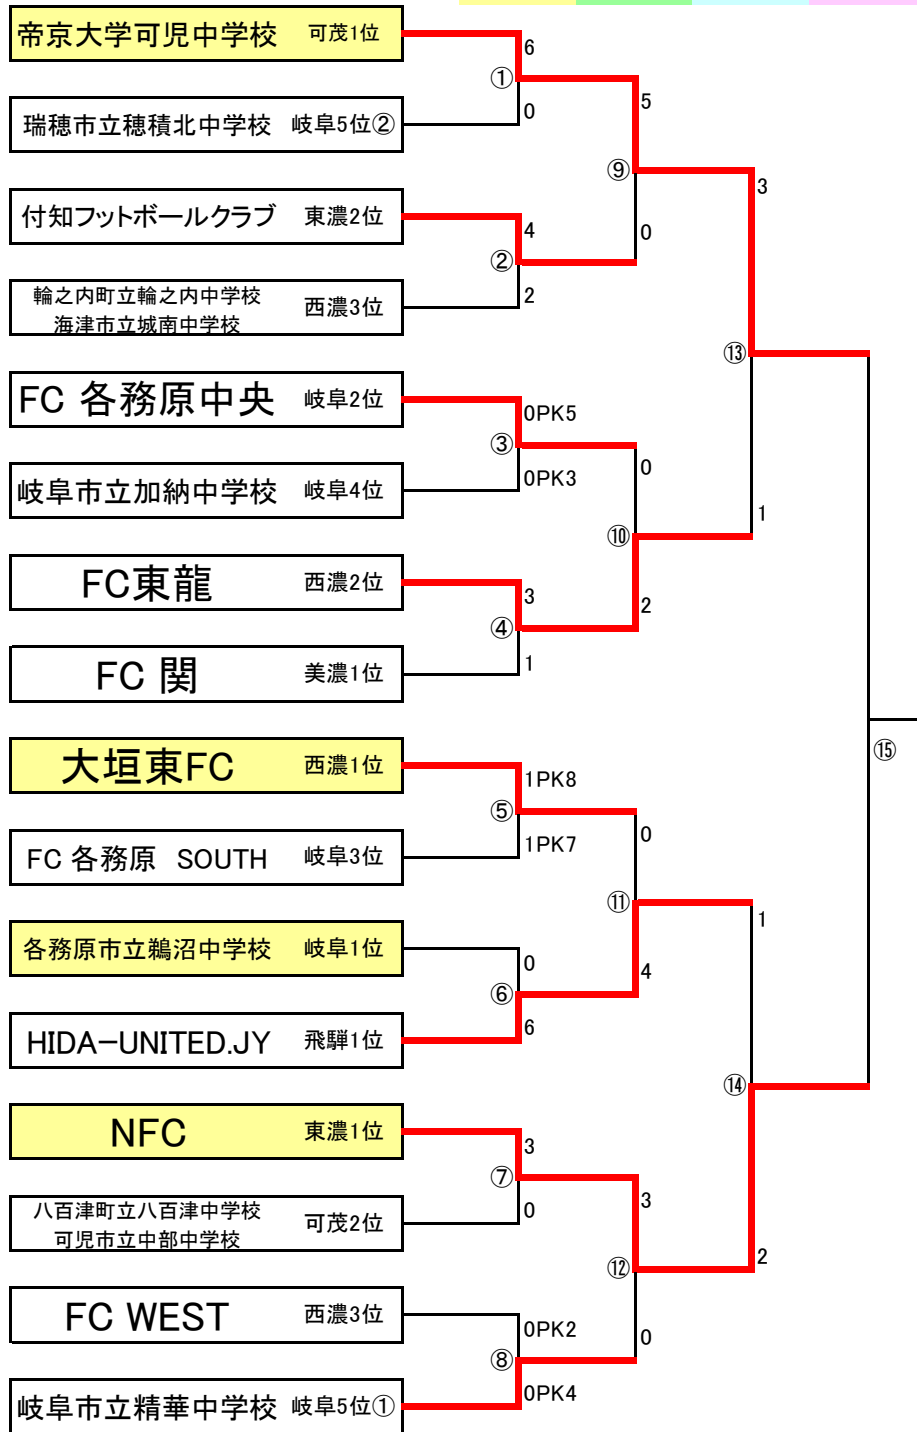 帝京大学可児中学校 可茂1位
6
①
5
瑞穂市立穂積北中学校 岐阜5位②
0
⑨
3
付知フットボールクラブ 東濃2位
4
0
②
輪之内町立輪之内中学校
海津市立城南中学校
西濃3位
2
⑬
FC 各務原中央 岐阜2位
0PK5
③
0
岐阜市立加納中学校 岐阜4位
0PK3
1
⑩
FC東龍 西濃2位
3
2
④
FC 関 美濃1位
1
大垣東FC 西濃1位
⑮
1PK8
⑤
0
FC 各務原 SOUTH 岐阜3位
1PK7
⑪
1
各務原市立鵜沼中学校 岐阜1位
0
4
⑥
HIDA-UNITED.JY 飛騨1位
6
⑭
NFC 東濃1位
3
⑦
3
八百津町立八百津中学校
可児市立中部中学校
可茂2位
0
2
⑫
FC WEST 西濃3位
0PK2
0
⑧
岐阜市立精華中学校 岐阜5位①
0PK4